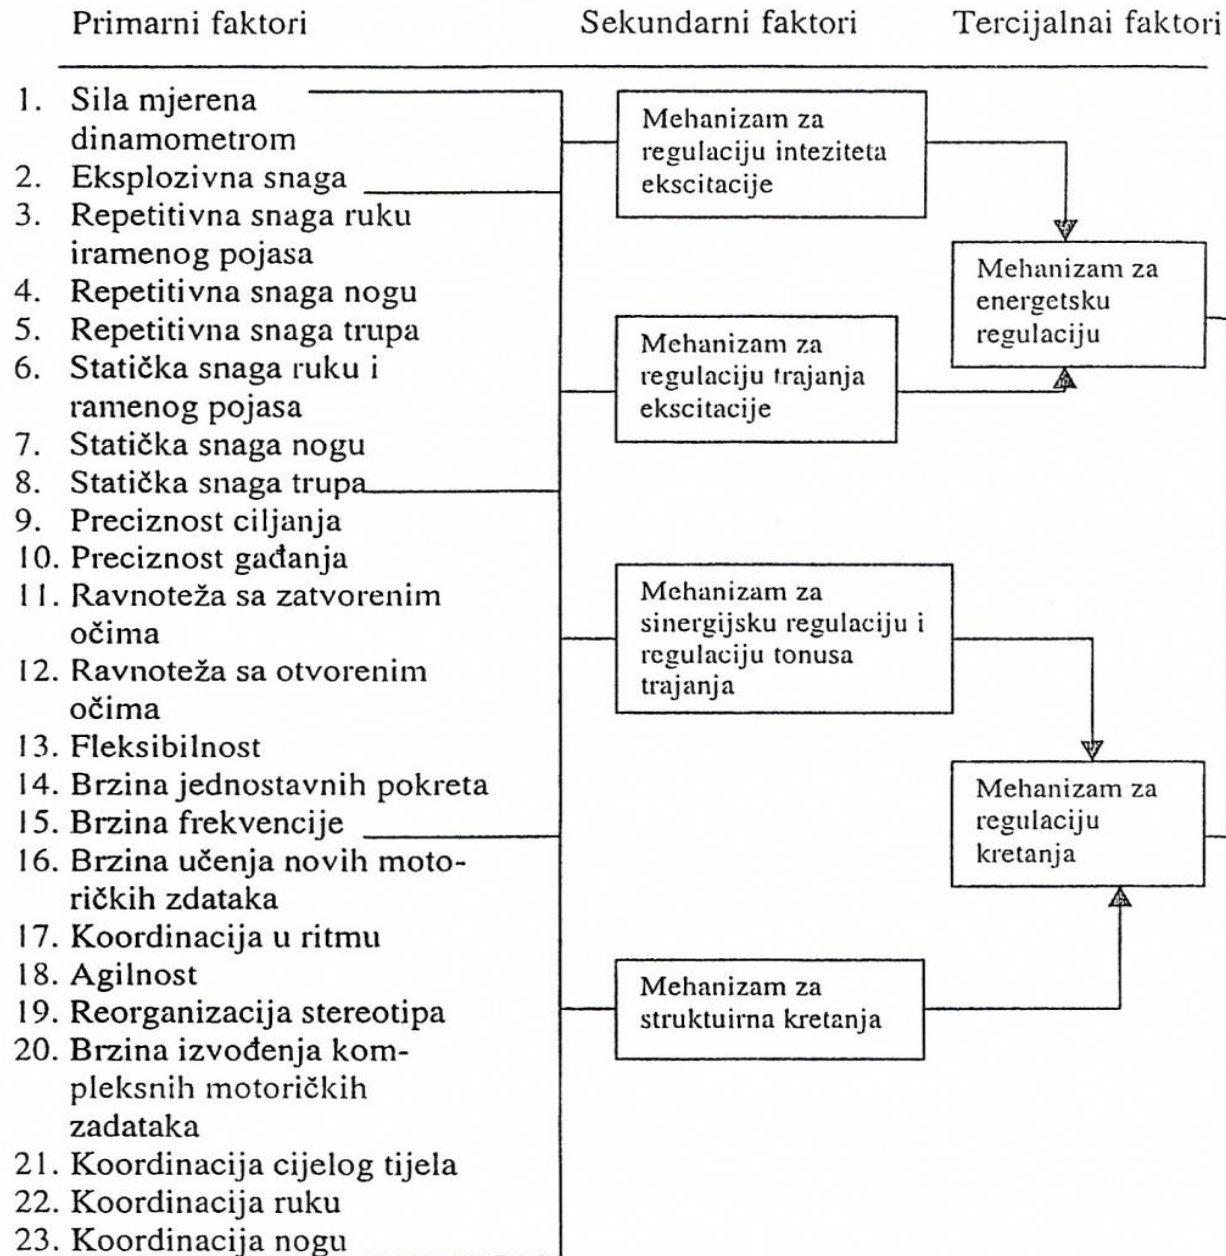 Primarni faktori
Sekundarni faktori
Tercijalnai faktori
1. Sila mjerena
dinamometrom
2. Eksplozivna snaga
3. Repetitivna snaga ruku
iramenog pojasa
4. Repetitivna snaga nogu
5. Repetitivna snaga trupa
6. Statička snaga ruku i
ramenog pojasa
7. Statička snaga nogu
8. Statička snaga trupa
9. Preciznost ciljanja
10. Preciznost gađanja
11. Ravnoteža sa zatvorenim
očima
12. Ravnoteža sa otvorenim
očima
13. Fleksibilnost
14. Brzina jednostavnih pokreta
15. Brzina frekvencije
16. Brzina učenja novih moto-
ričkih zdataka
17. Koordinacija u ritmu
18. Agilnost
19. Reorganizacija stereotipa
20. Brzina izvođenja kom-
pleksnih motoričkih
zadataka
21. Koordinacija cijelog tijela
22. Koordinacija ruku
23. Koordinacija nogu
Mehanizam za
regulaciju inteziteta
ekscitacije
Mehanizam za
regulaciju trajanja
ekscitacije
Mehanizam za
sinergijsku regulaciju i
regulaciju tonusa
trajanja
Mehanizam za
struktuirna kretanja
Mehanizam za
energetsku
regulaciju
Mehanizam za
regulaciju
kretanja